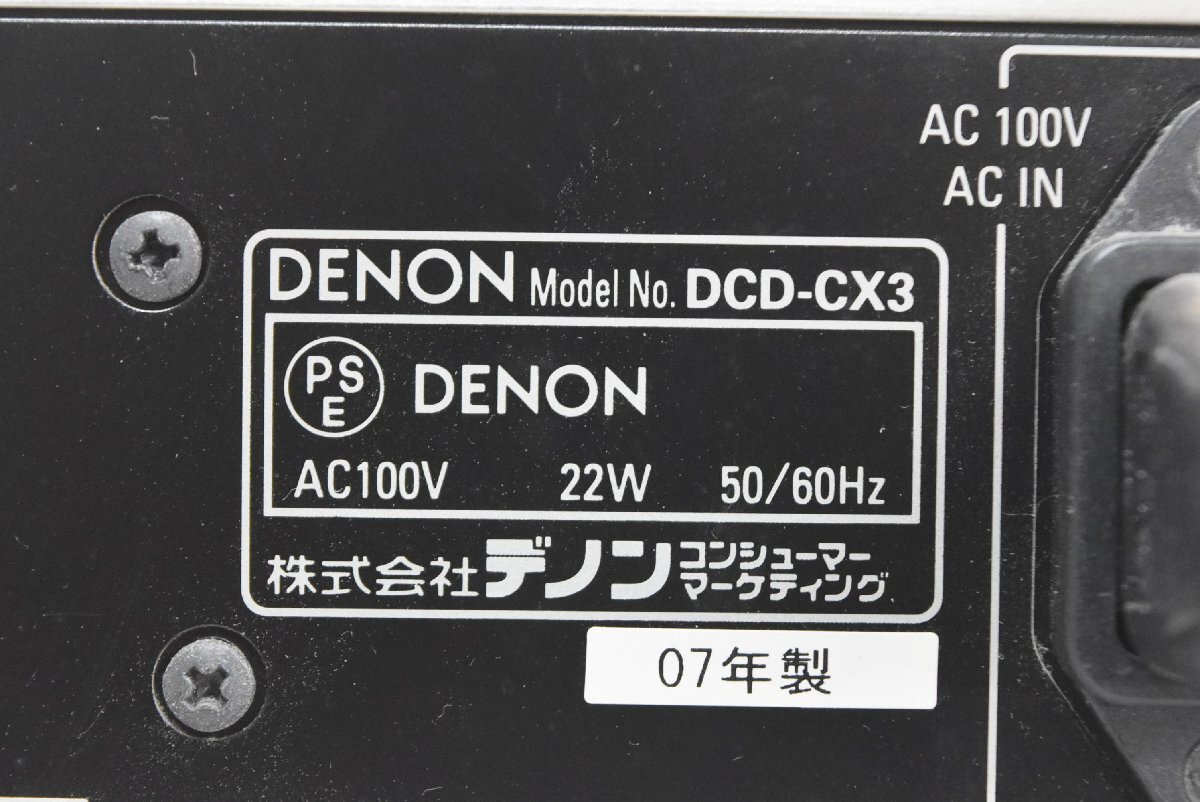 AC 100V
AC IN
DENON Model No. DCD-CX3
PSE DENON
AC100V 22W 50/60Hz
株式会社デノン コンシューマー
マーケティング
07年製